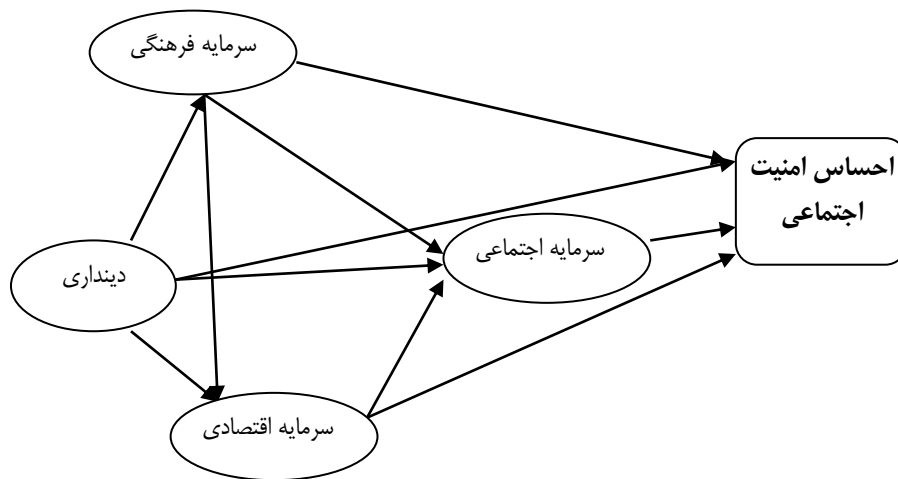 سرمایه فرهنگی
احساس امنیت
اجتماعی
سرمایه اجتماعی
دینداری
سرمایه اقتصادی